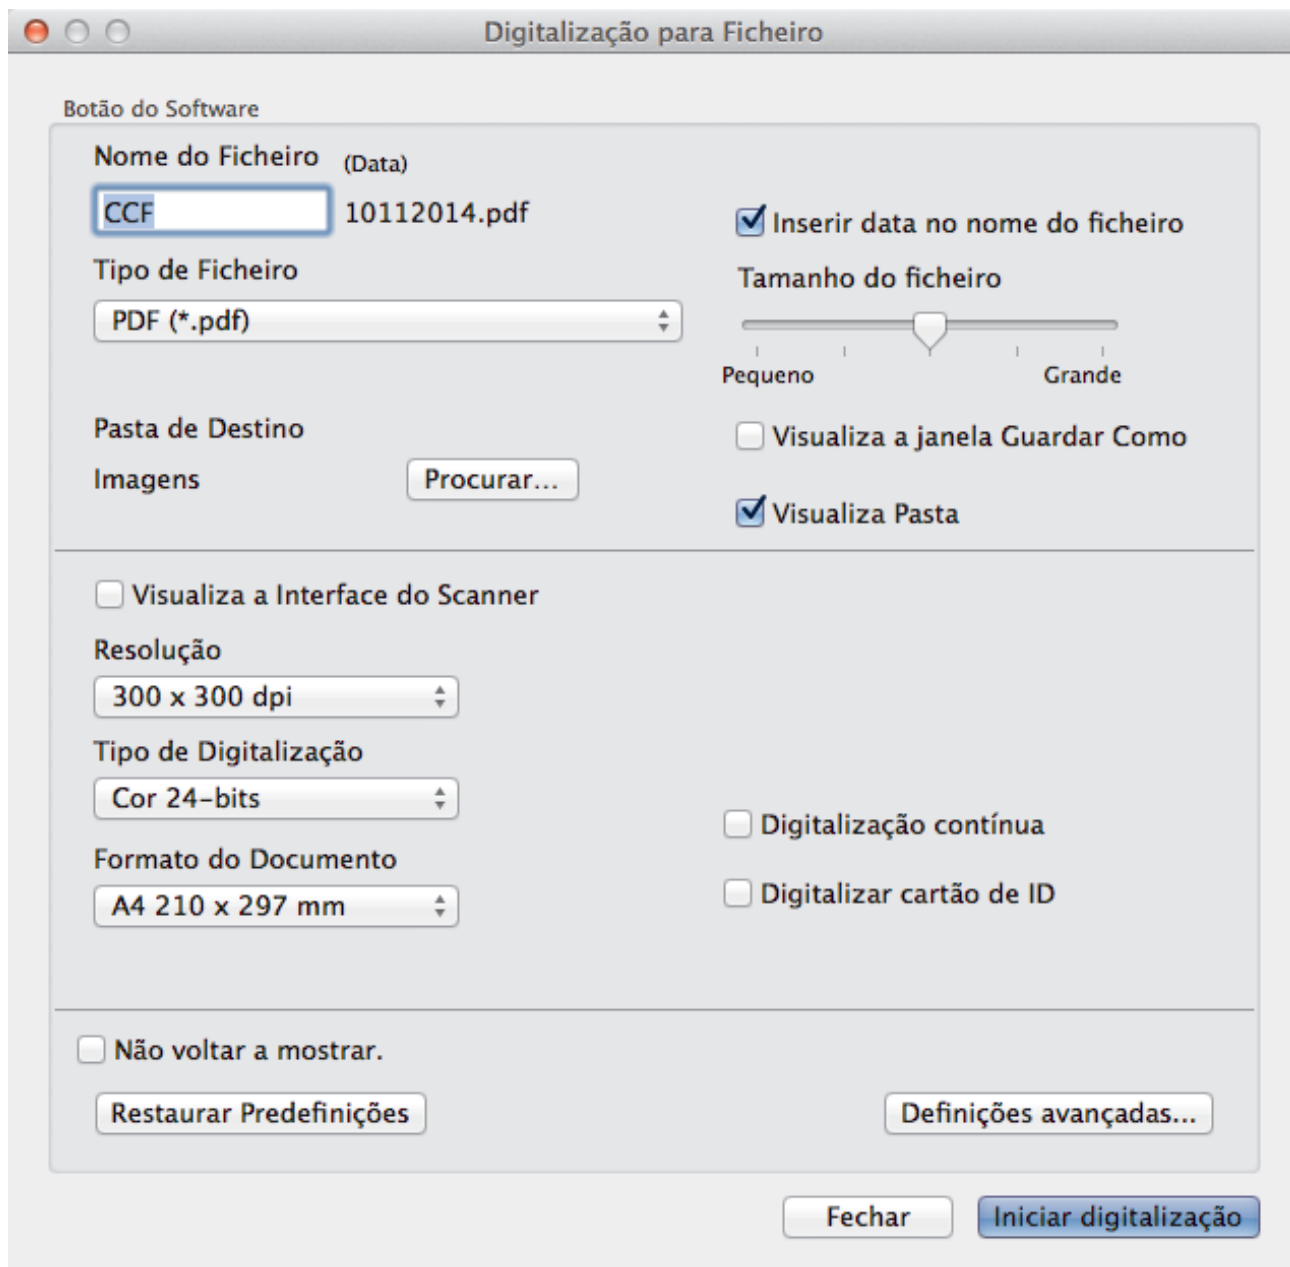 Digitalização para Ficheiro
Botão do Software
Nome do Ficheiro (Data)
CCF 10112014.pdf
Inserir data no nome do ficheiro
Tipo de Ficheiro
Tamanho do ficheiro
PDF (*.pdf)
Pequeno Grande
Pasta de Destino
Visualiza a janela Guardar Como
Imagens Procurar...
Visualiza Pasta
Visualiza a Interface do Scanner
Resolução
300 x 300 dpi
Tipo de Digitalização
Cor 24-bits
Digitalização contínua
Formato do Documento
A4 210 x 297 mm
Digitalizar cartão de ID
Não voltar a mostrar.
Restaurar Predefinições Definições avançadas...
Fechar Iniciar digitalização